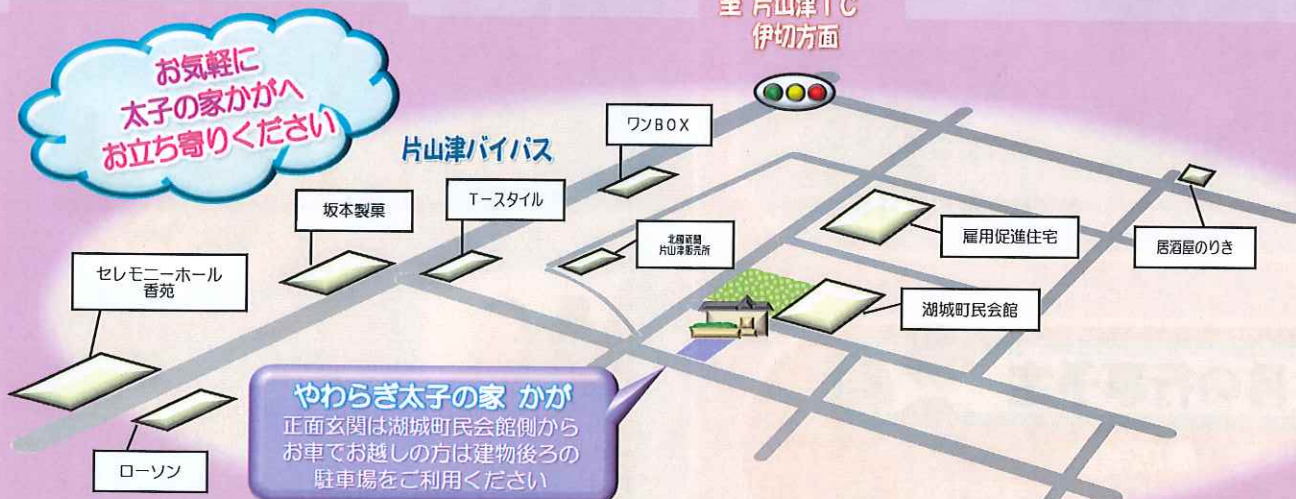 至 片山津IC
伊切方面
お気軽に
太子の家かがへ
お立ち寄りください
片山津バイパス
ワンBOX
坂本製菓
T-スタイル
北國新聞
片山津販売所
雇用促進住宅
居酒屋のりき
セレモニーホール
香苑
湖城町民会館
やわらぎ太子の家 かが
正面玄関は湖城町民会館側から
お車でお越しの方は建物後ろの
駐車場をご利用ください
ローソン